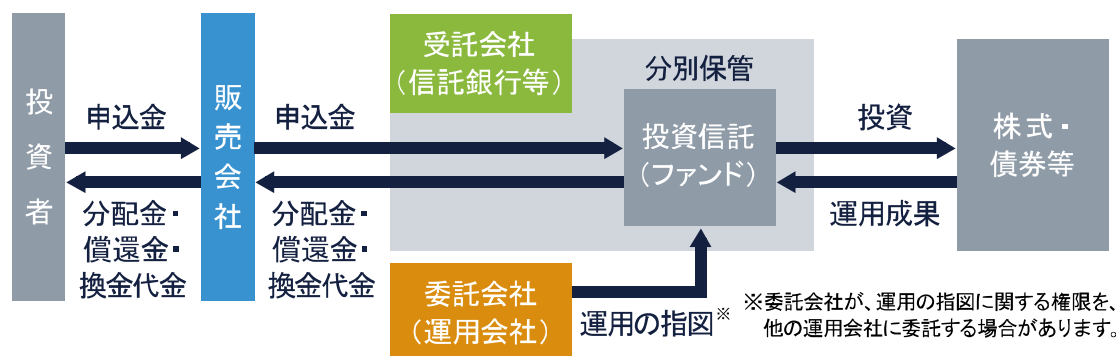 投資者
申込金
分配金・
償還金・
換金代金
販売会社
申込金
分配金・
償還金・
換金代金
受託会社
（信託銀行等）
分別保管
投資信託
（ファンド）
委託会社
（運用会社）
運用の指図※
投資
運用成果
株式・
債券等
※委託会社が、運用の指図に関する権限を、
他の運用会社に委託する場合があります。